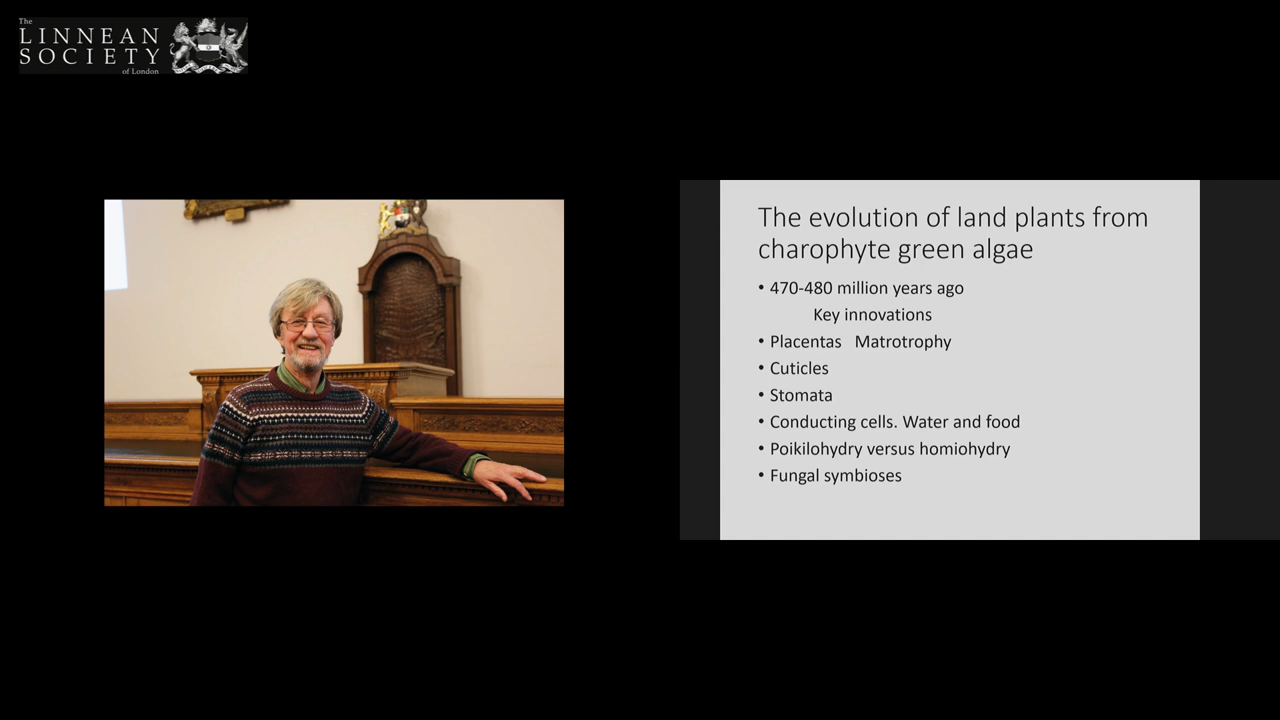 The
LINNEAN
SOCIETY
of London
The evolution of land plants from
charophyte green algae
• 470-480 million years ago
Key innovations
• Placentas Matrotrophy
• Cuticles
• Stomata
• Conducting cells. Water and food
• Poikilohydry versus homiohydry
• Fungal symbioses